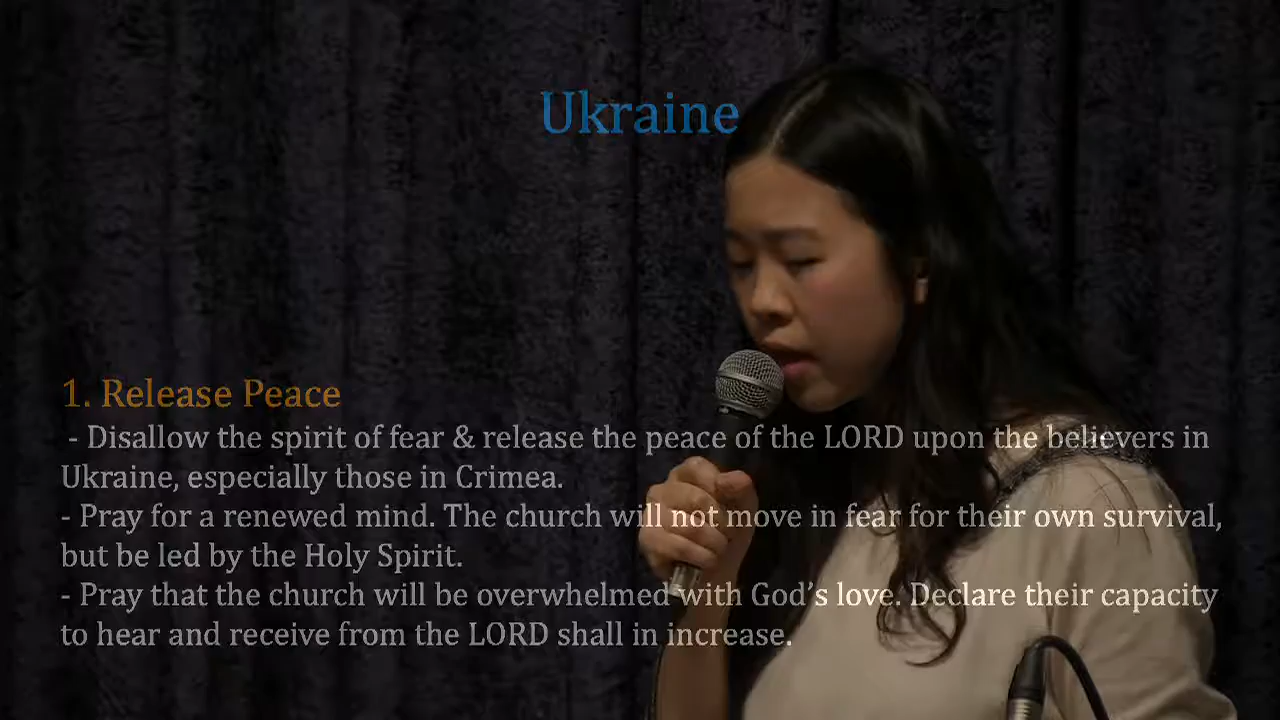 Ukraine
1. Release Peace
- Disallow the spirit of fear & release the peace of the LORD upon the believers in
Ukraine, especially those in Crimea.
- Pray for a renewed mind. The church will not move in fear for their own survival,
but be led by the Holy Spirit.
- Pray that the church will be overwhelmed with God’s love. Declare their capacity
to hear and receive from the LORD shall in increase.